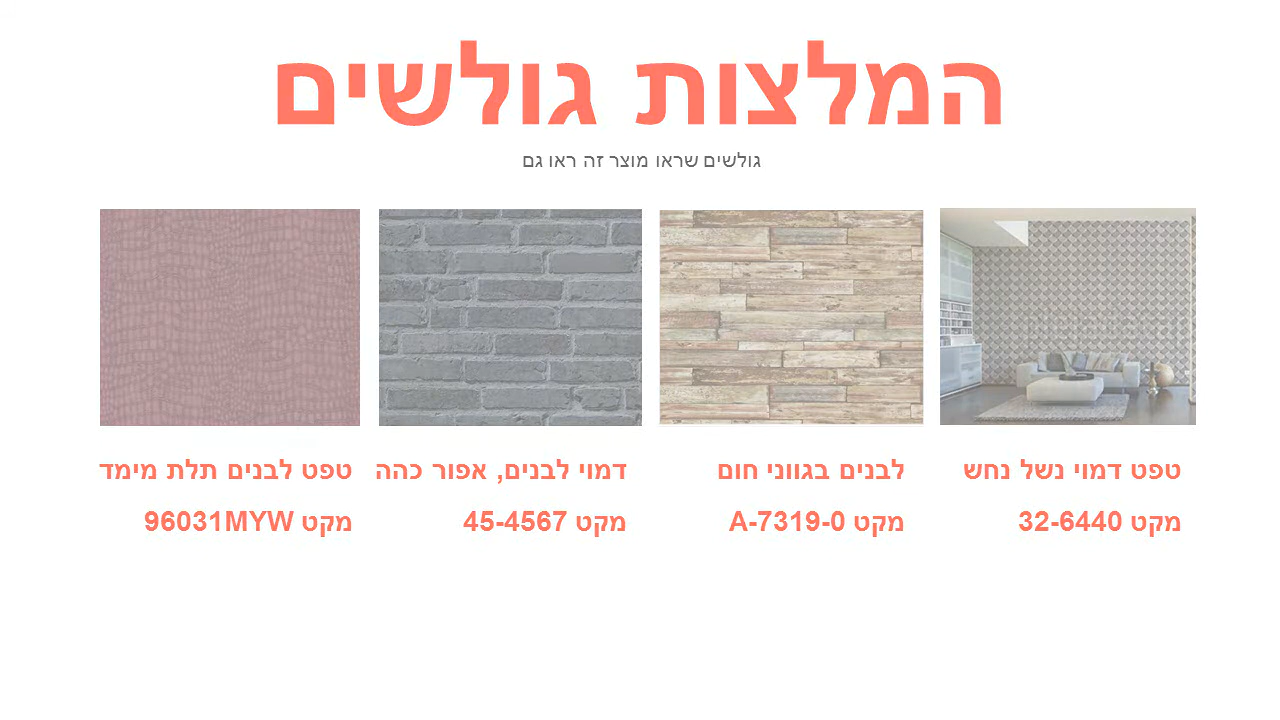 המלצות גולשים
גולשים שראו מוצר זה ראו גם
טפט דמוי נשל נחש
מקט 32-6440
לבנים בגווני חום
מקט A-7319-0
דמוי לבנים, אפור כהה
מקט 45-4567
טפט לבנים תלת מימד
מקט 96031MYW